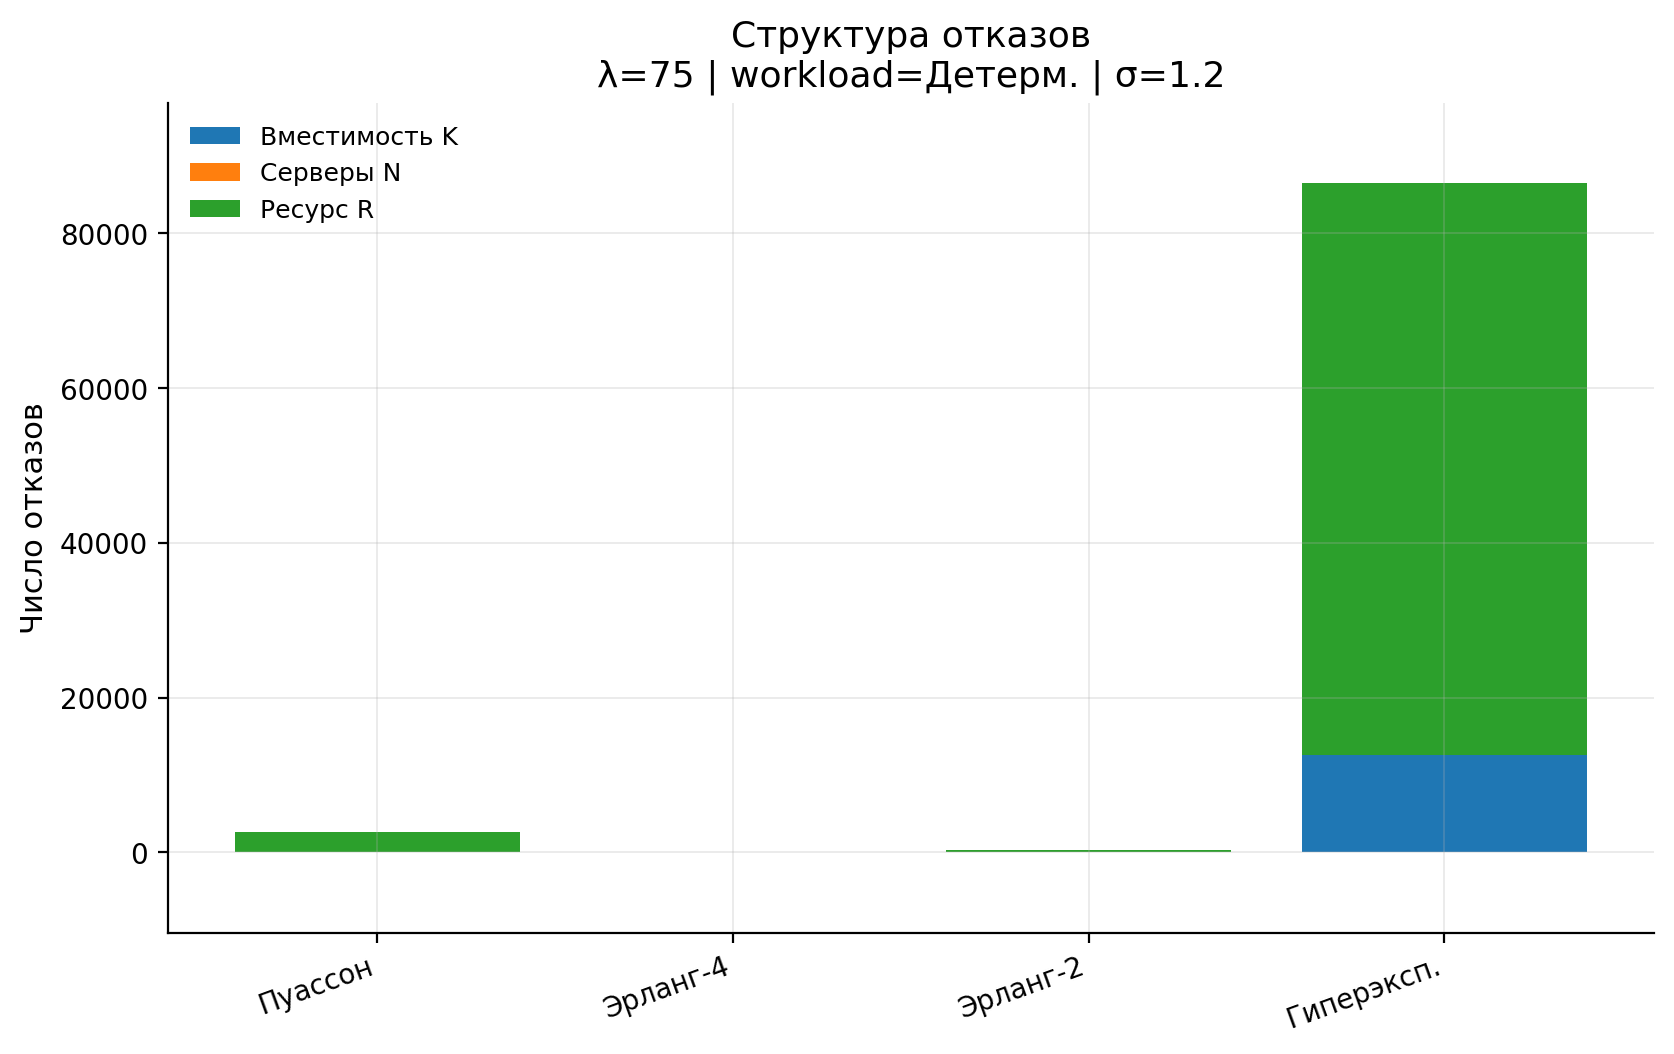 Структура отказов
λ=75 | workload=Детерм. | σ=1.2
Вместимость K
Серверы N
Ресурс R
Число отказов
80000
60000
40000
20000
0
Пуассон
Эрланг-4
Эрланг-2
Гиперэксп.